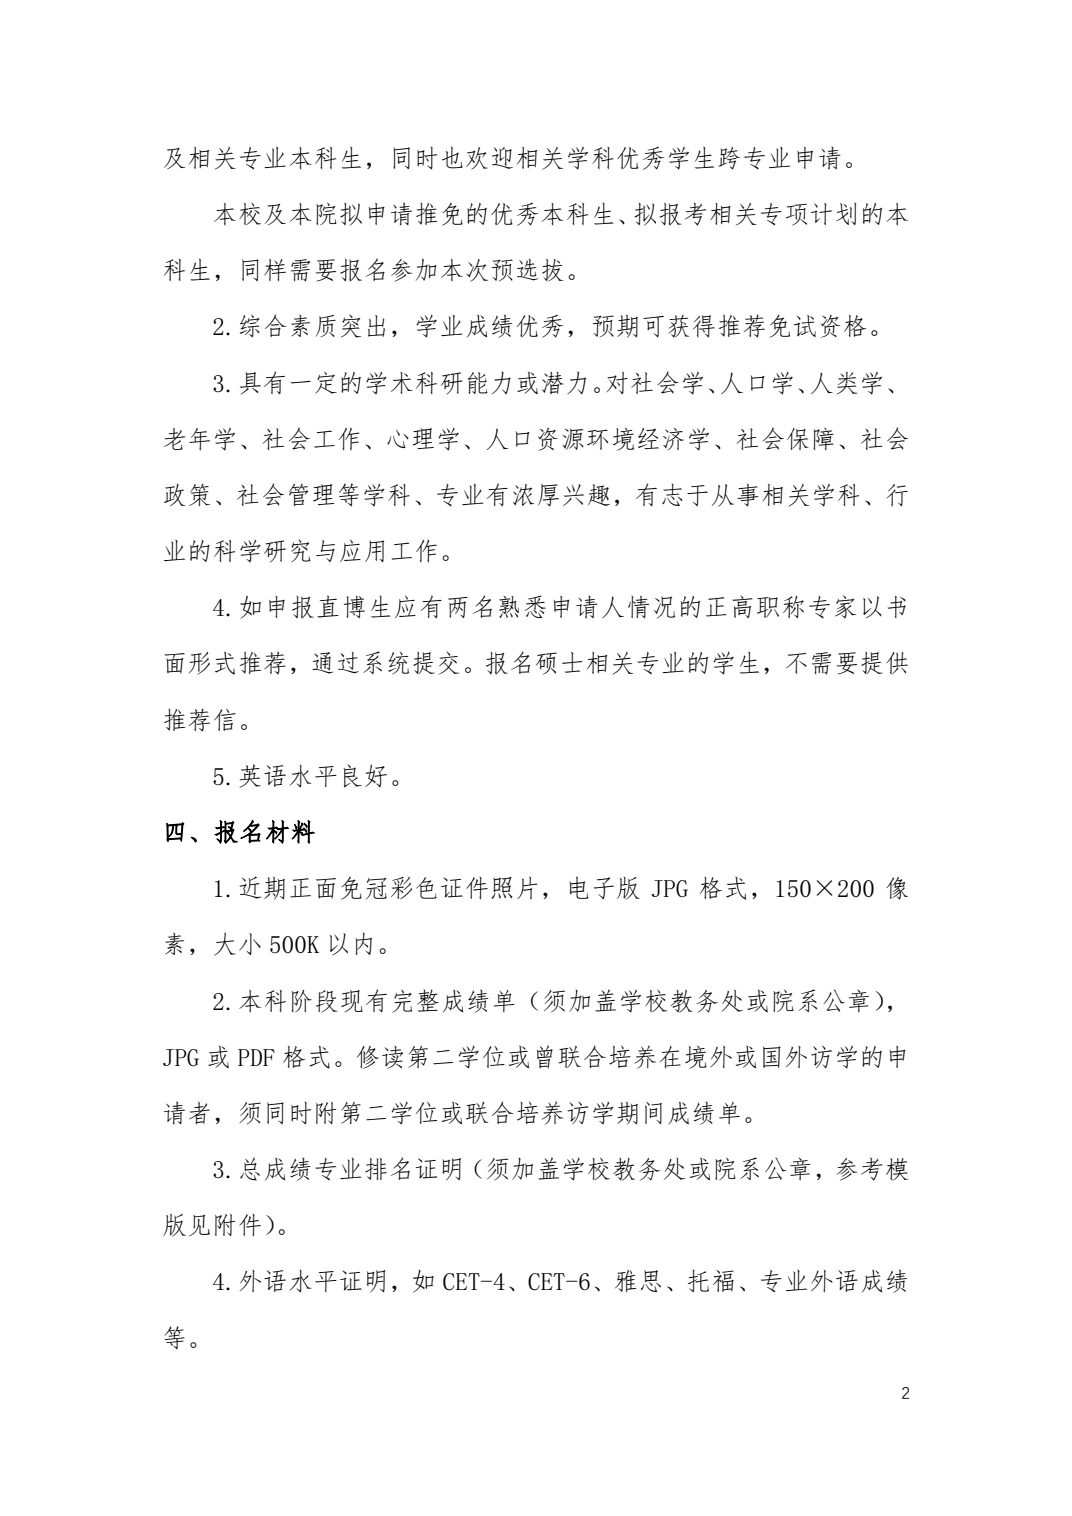 及相关专业本科生，同时也欢迎相关学科优秀学生跨专业申请。
本校及本院拟申请推免的优秀本科生、拟报考相关专项计划的本
科生，同样需要报名参加本次预选拔。
2.综合素质突出，学业成绩优秀，预期可获得推荐免试资格。
3.具有一定的学术科研能力或潜力。对社会学、人口学、人类学、
老年学、社会工作、心理学、人口资源环境经济学、社会保障、社会
政策、社会管理等学科、专业有浓厚兴趣，有志于从事相关学科、行
业的科学研究与应用工作。
4.如申报直博生应有两名熟悉申请人情况的正高职称专家以书
面形式推荐，通过系统提交。报名硕士相关专业的学生，不需要提供
推荐信。
5.英语水平良好。
四、报名材料
1.近期正面免冠彩色证件照片，电子版 JPG 格式，150×200 像
素，大小 500K 以内。
2.本科阶段现有完整成绩单（须加盖学校教务处或院系公章），
JPG 或 PDF 格式。修读第二学位或曾联合培养在境外或国外访学的申
请者，须同时附第二学位或联合培养访学期间成绩单。
3.总成绩专业排名证明（须加盖学校教务处或院系公章，参考模
版见附件）。
4.外语水平证明，如 CET-4、CET-6、雅思、托福、专业外语成绩
等。
2